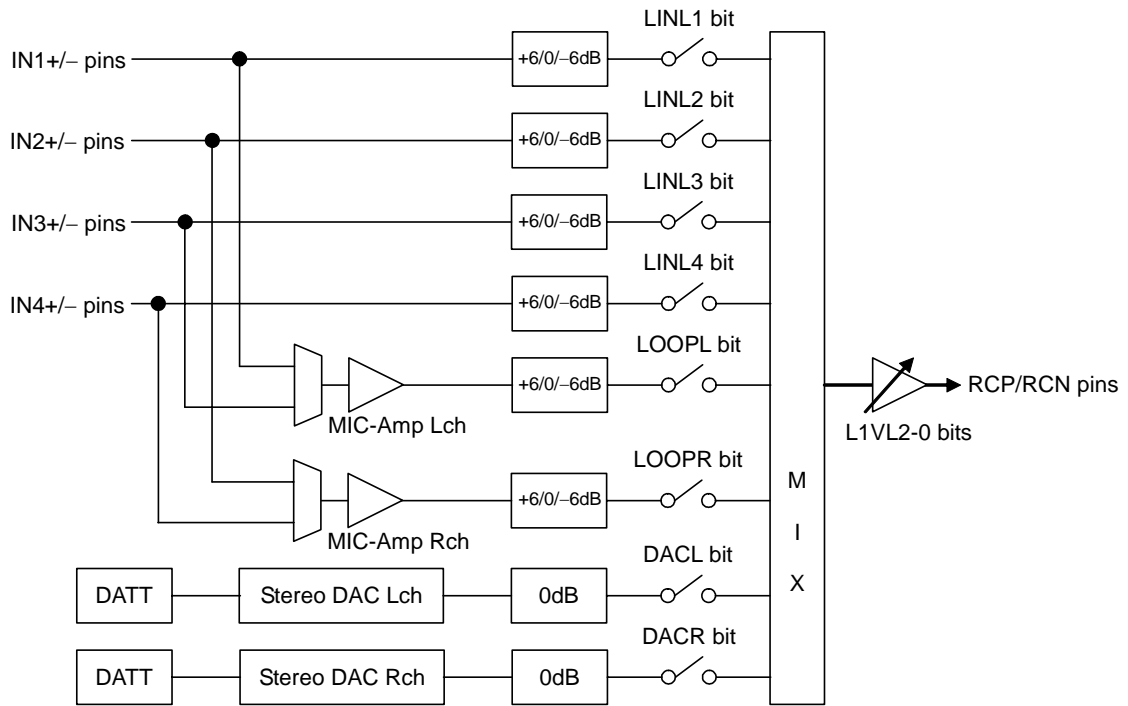 LINL1 bit
IN1+/− pins
+6/0/−6dB
LINL2 bit
IN2+/− pins
+6/0/−6dB
LINL3 bit
IN3+/− pins
+6/0/−6dB
LINL4 bit
IN4+/− pins
+6/0/−6dB
LOOPL bit
+6/0/−6dB
MIC-Amp Lch
RCP/RCN pins
L1VL2-0 bits
LOOPR bit
+6/0/−6dB
MIC-Amp Rch
M
I
X
DACL bit
DATT
Stereo DAC Lch
0dB
DACR bit
DATT
Stereo DAC Rch
0dB